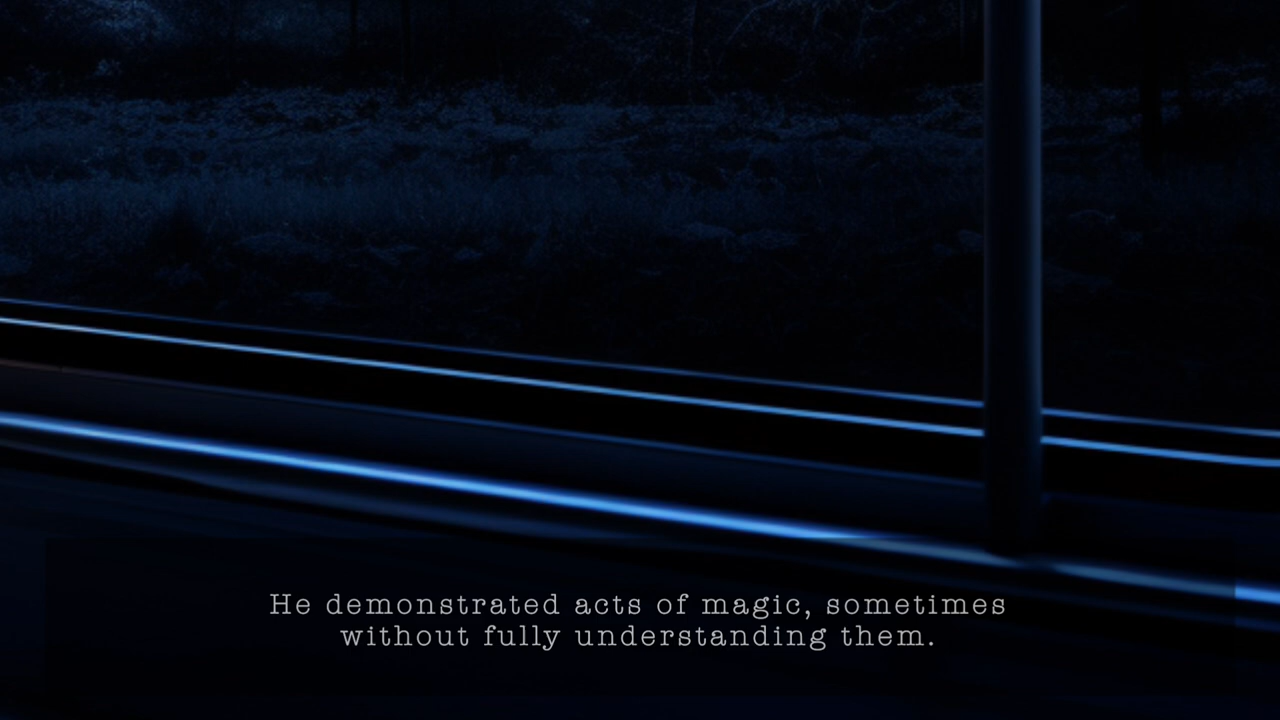 He demonstrated acts of magic, sometimes
without fully understanding them.